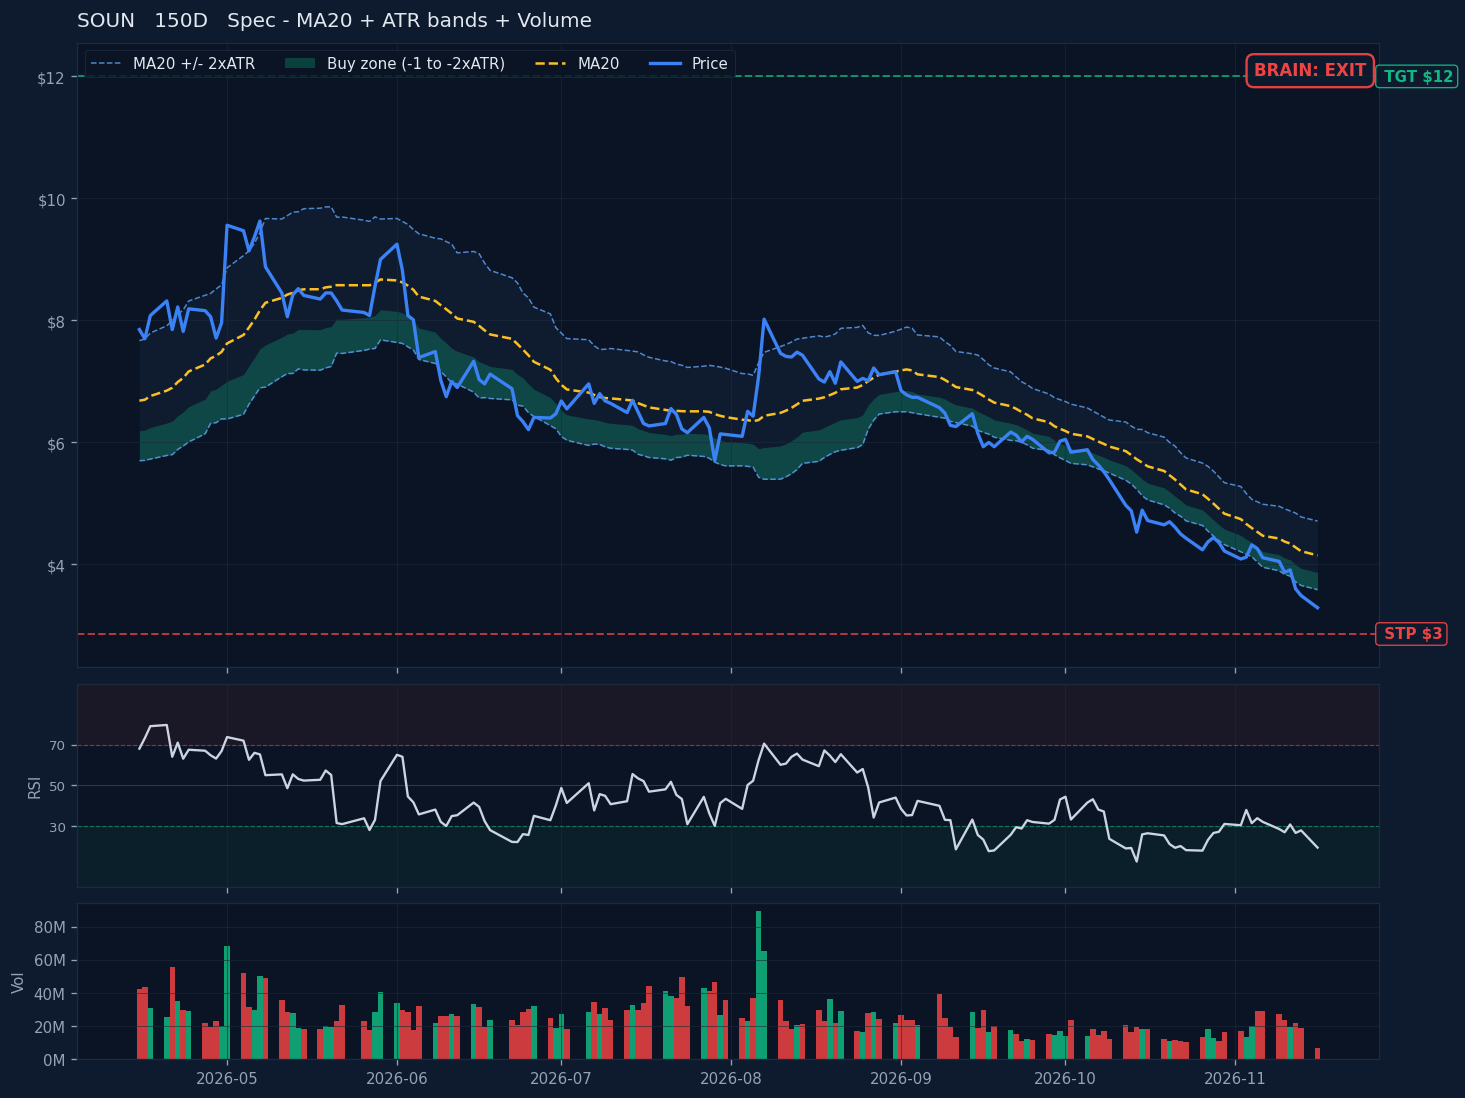 SOUN   150D   Spec - MA20 + ATR bands + Volume
MA20 +/- 2xATR
Buy zone (-1 to -2xATR)
MA20
Price
BRAIN: EXIT
TGT $12
$12
$10
$8
$6
$4
STP $3
RSI
70
50
30
Vol
80M
60M
40M
20M
0M
2026-05
2026-06
2026-07
2026-08
2026-09
2026-10
2026-11